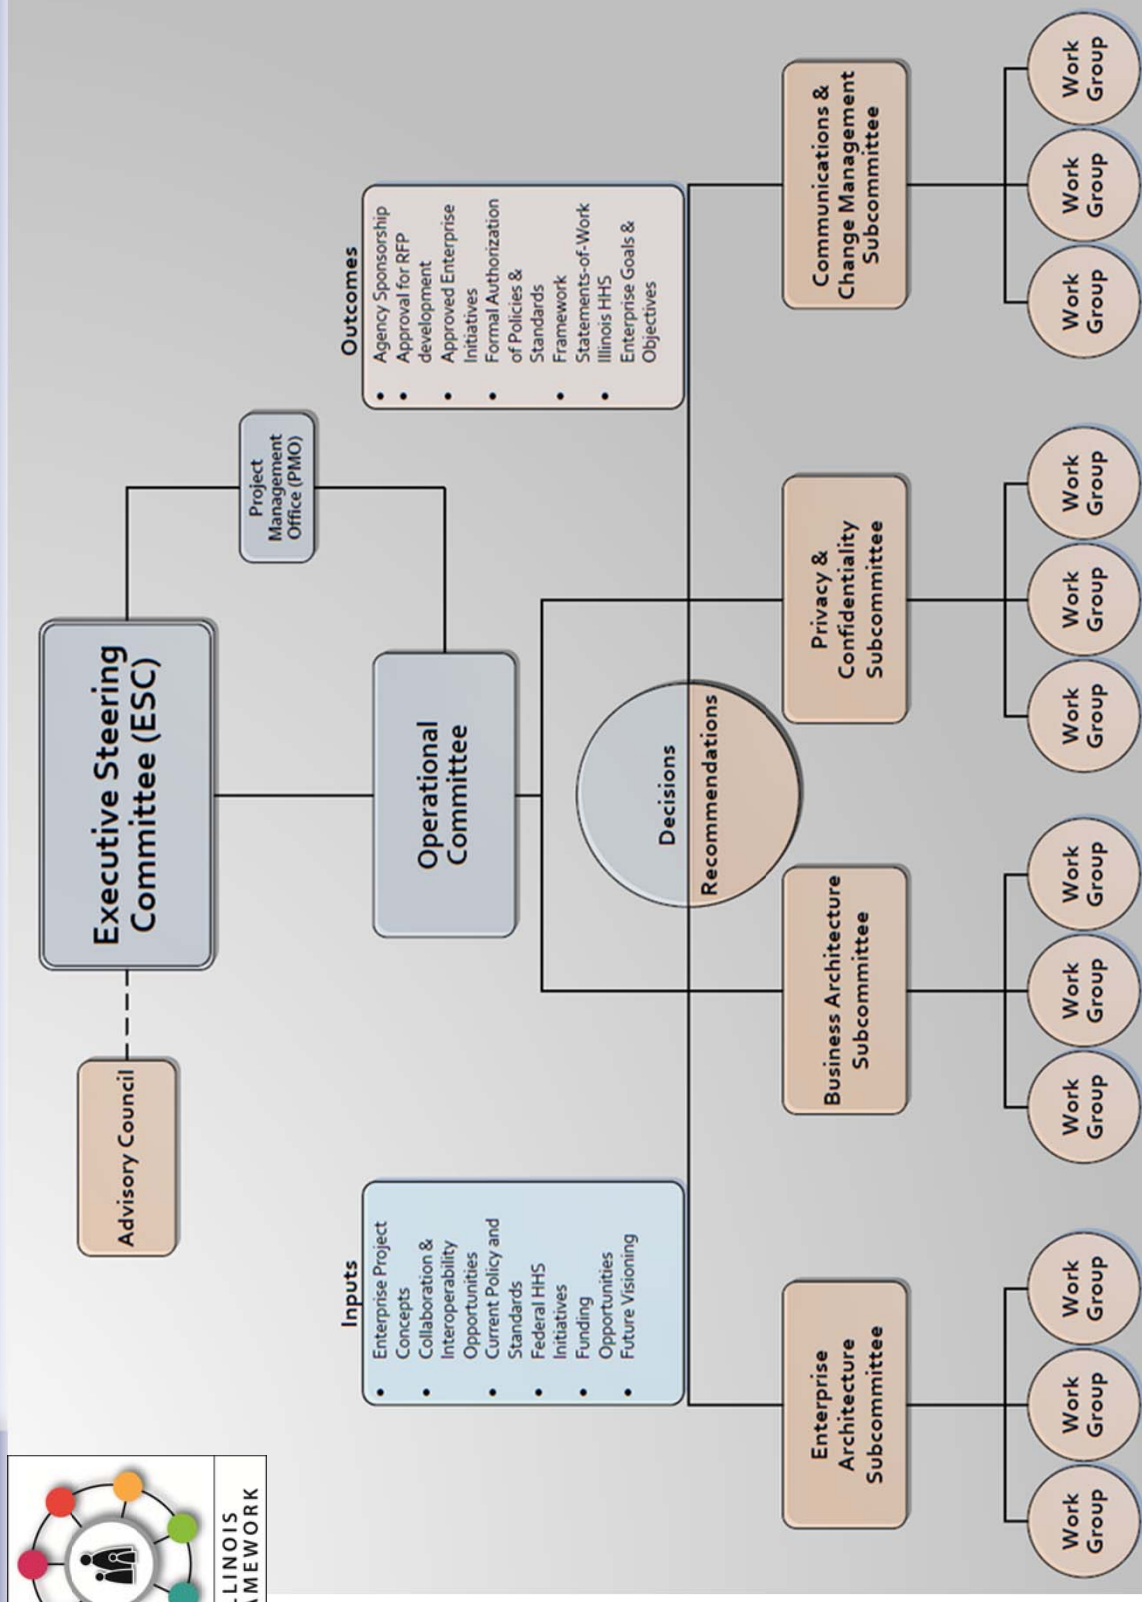 LINOIS
AMEWORK
Advisory Council
Executive Steering
Committee (ESC)
Project
Management
Office (PMO)
Operational
Committee
Inputs
• Enterprise Project
Concepts
• Collaboration &
Interoperability
Opportunities
• Current Policy and
Standards
• Federal HHS
Initiatives
• Funding
Opportunities
• Future Visioning
Outcomes
• Agency Sponsorship
• Approval for RFP
development
• Approved Enterprise
Initiatives
• Formal Authorization
of Policies &
Standards
• Framework
Statements-of-Work
• Illinois HHS
Enterprise Goals &
Objectives
Decisions
Recommendations
Enterprise
Architecture
Subcommittee
Business Architecture
Subcommittee
Privacy &
Confidentiality
Subcommittee
Communications &
Change Management
Subcommittee
Work
Group
Work
Group
Work
Group
Work
Group
Work
Group
Work
Group
Work
Group
Work
Group
Work
Group
Work
Group
Work
Group
Work
Group